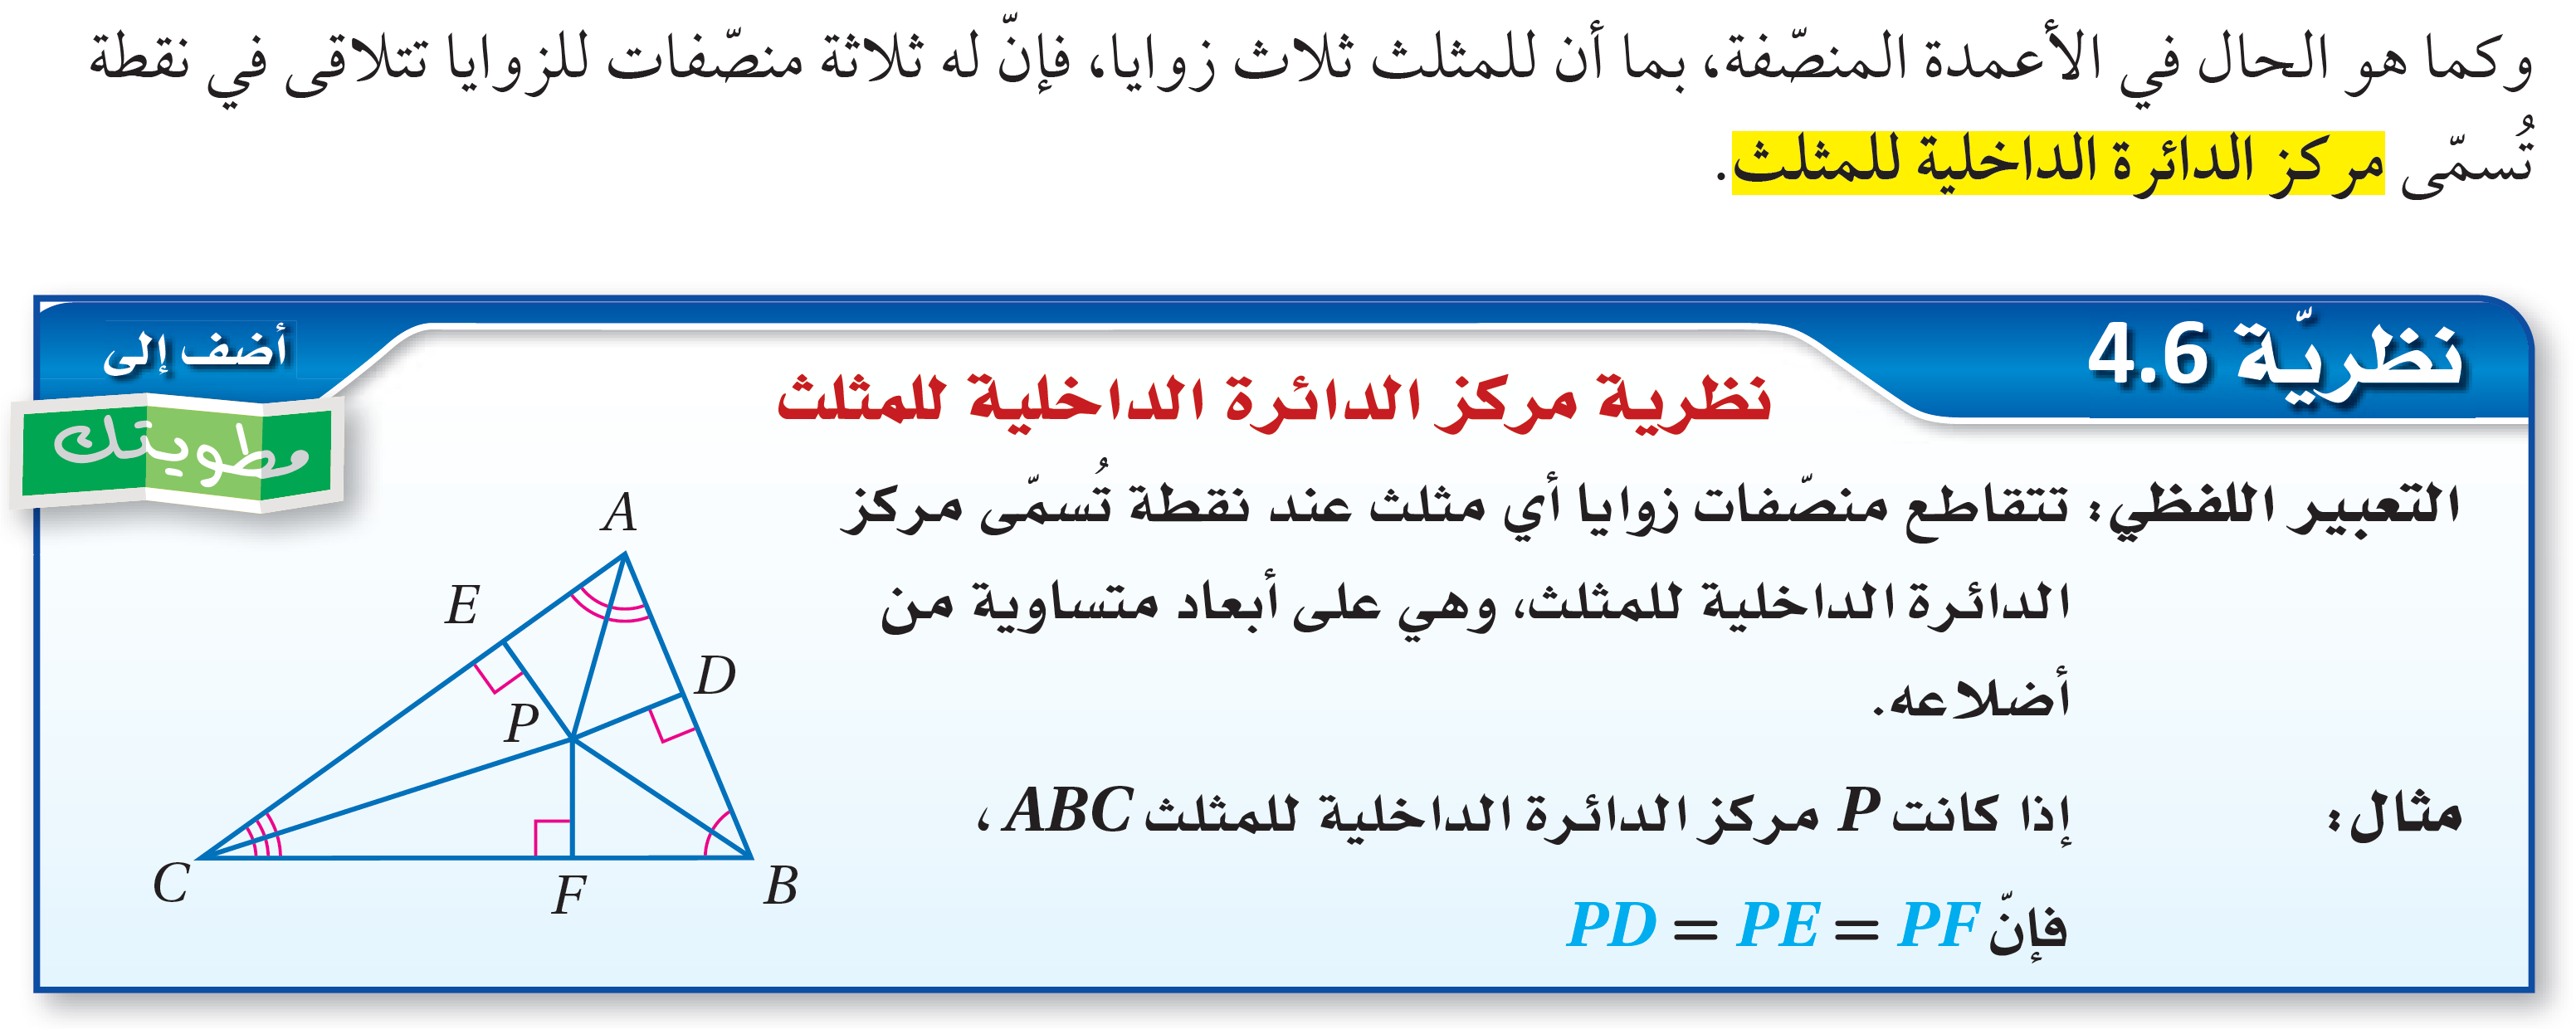 وكما هو الحال في الأعمدة المنصّفة، بما أن للمثلث ثلاث زوايا، فإنّ له ثلاثة منصّفات للزوايا تتلاقى في نقطة
تُسمّى مركز الدائرة الداخلية للمثلث.
نظريّة 4.6
أضف إلى
مطويتك
نظرية مركز الدائرة الداخلية للمثلث
التعبير اللفظي: تتقاطع منصّفات زوايا أي مثلث عند نقطة تُسمّى مركز
الدائرة الداخلية للمثلث، وهي على أبعاد متساوية من
أضلاعه.
مثال: إذا كانت P مركز الدائرة الداخلية للمثلث ABC ،
فإنّ PD = PE = PF
A
E
D
P
C
F
B